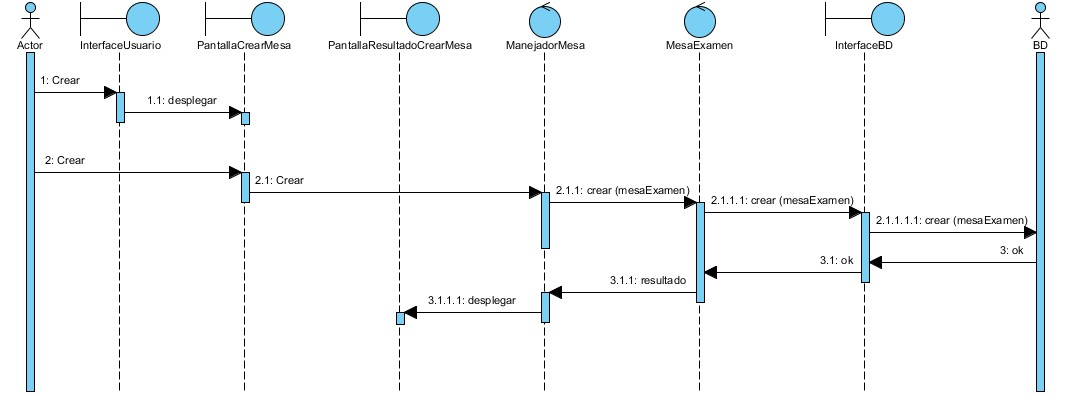 Actor
InterfaceUsuario
PantallaCrearMesa
PantallaResultadoCrearMesa
ManejadorMesa
MesaExamen
InterfaceBD
BD
1: Crear
1.1: desplegar
2: Crear
2.1: Crear
2.1.1: crear (mesaExamen)
2.1.1.1: crear (mesaExamen)
2.1.1.1.1: crear (mesaExamen)
3: ok
3.1: ok
3.1.1: resultado
3.1.1.1: desplegar